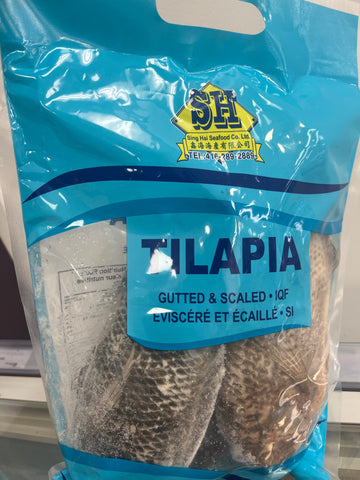 SH
Sing Hai Seafood Co. Ltd.
鑫海海產有限公司
TEL:416-289-2889
TILAPIA
GUTTED & SCALED • IQF
ÉVISCÉRÉ ET ÉCAILLÉ • SI